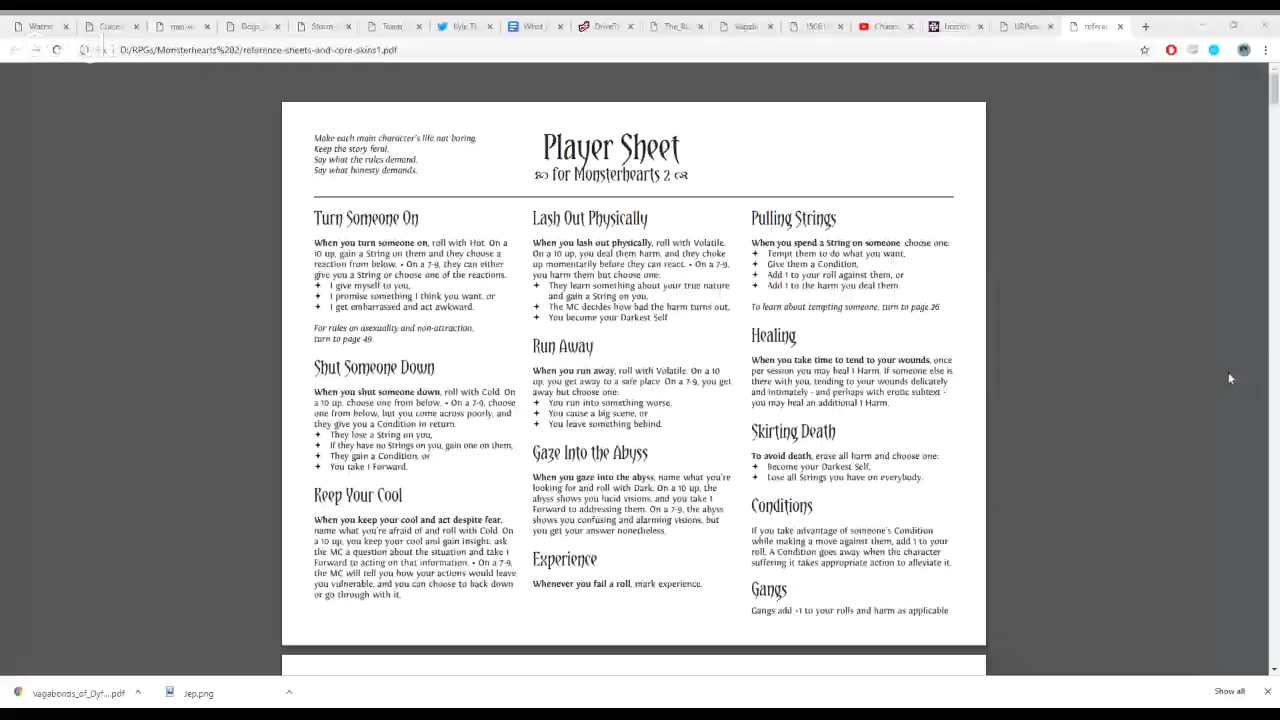 Water
Dogs_
Storm
Team
Kyle Ti
What
DriveTh
The_BL
Vagab
Chann
URPwe
refere
D:/RPGs/Monsterhearts%202/reference-sheets-and-core-skins1.pdf
Make each main character's life not boring.
Keep the story feral.
Say what the rules demand.
Say what honesty demands.
Player Sheet
for Monsterhearts 2
Turn Someone On
When you turn someone on, roll with Hot. On a
10 up, gain a String on them and they choose a
reaction from below. • On a 7-9, they can either
give you a String or choose one of the reactions.
I give myself to you,
I promise something I think you want, or
I get embarrassed and act awkward.
For rules on asexuality and non-attraction,
turn to page 49.
Shut Someone Down
When you shut someone down, roll with Cold. On
a 10 up, choose one from below. • On a 7-9, choose
one from below, but you come across poorly, and
they give you a Condition in return.
They lose a String on you,
If they have no Strings on you, gain one on them,
They gain a Condition, or
You take 1 Forward.
Keep Your Cool
When you keep your cool and act despite fear,
name what you're afraid of and roll with Cold. On
a 10 up, you keep your cool and gain insight: ask
the MC a question about the situation and take 1
Forward to acting on that information. • On a 7-9,
the MC will tell you how your actions would leave
you vulnerable, and you can choose to back down
or go through with it.
Lash Out Physically
When you lash out physically, roll with Volatile.
On a 10 up, you deal them harm, and they choke
up momentarily before they can react. • On a 7-9,
you harm them but choose one:
They learn something about your true nature
and gain a String on you,
The MC decides how bad the harm turns out,
You become your Darkest Self
Run Away
When you run away, roll with Volatile. On a 10
up, you get away to a safe place. On a 7-9, you get
away but choose one:
You run into something worse,
You cause a big scene, or
You leave something behind.
Gaze Into the Abyss
When you gaze into the abyss, name what you're
looking for and roll with Dark. On a 10 up, the
abyss shows you lucid visions, and you take 1
Forward to addressing them. On a 7-9, the abyss
shows you confusing and alarming visions, but
you get your answer nonetheless.
Experience
Whenever you fail a roll, mark experience.
Pulling Strings
When you spend a String on someone, choose one:
Tempt them to do what you want,
Give them a Condition,
Add 1 to your roll against them, or
Add 1 to the harm you deal them.
To learn about tempting someone, turn to page 26
Healing
When you take time to tend to your wounds, once
per session you may heal 1 Harm. If someone else is
there with you, tending to your wounds delicately
and intimately - and perhaps with erotic subtext -
you may heal an additional 1 Harm.
Skirting Death
To avoid death, erase all harm and choose one:
Become your Darkest Self,
Lose all Strings you have on everybody.
Conditions
If you take advantage of someone's Condition
while making a move against them, add 1 to your
roll. A Condition goes away when the character
suffering it takes appropriate action to alleviate it.
Gangs
Gangs add +1 to your rolls and harm as applicable
Vagabonds_of_Dyf....pdf
Jep.png
Show all